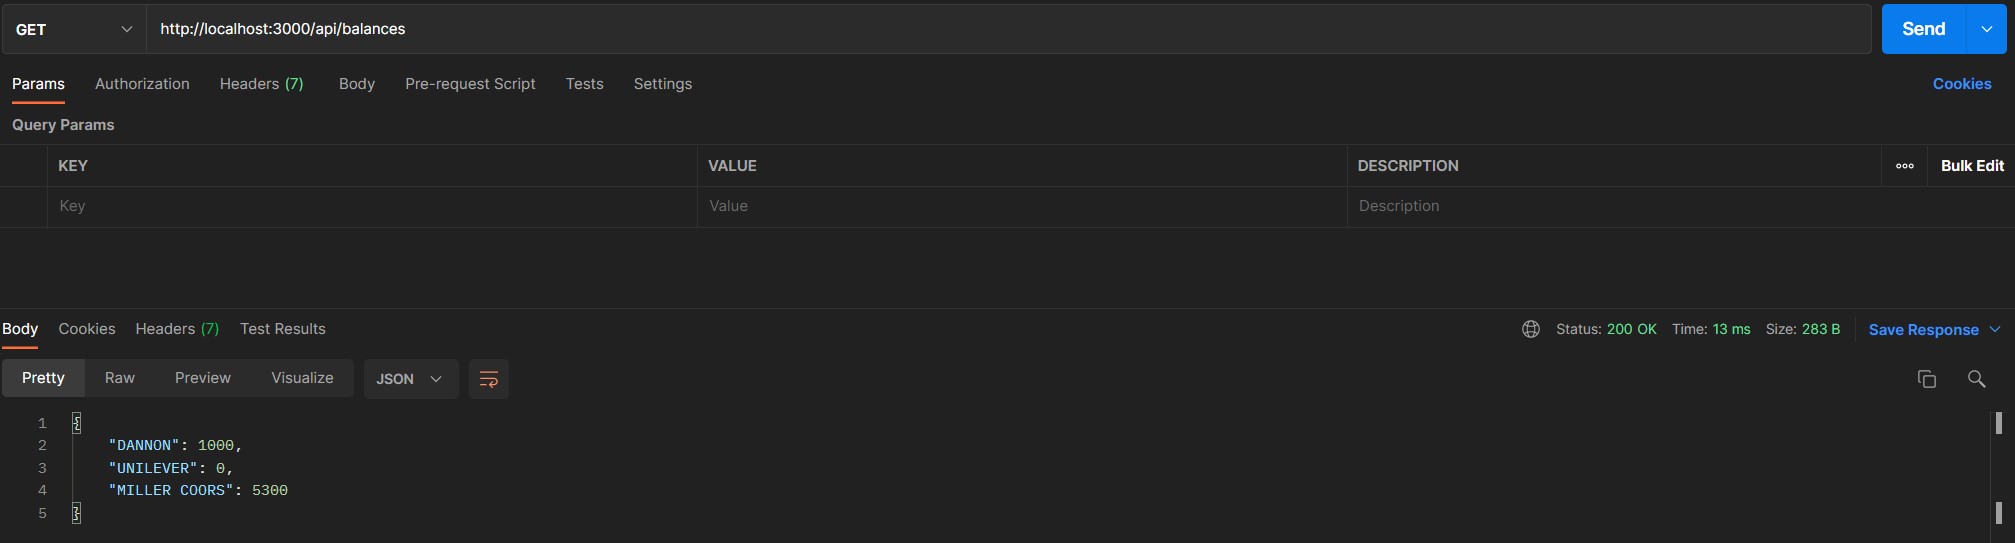 GET http://localhost:3000/api/balances Send
Params Authorization Headers (7) Body Pre-request Script Tests Settings Cookies
Query Params
KEY VALUE DESCRIPTION ooo Bulk Edit
Key Value Description
Body Cookies Headers (7) Test Results Status: 200 OK Time: 13 ms Size: 283 B Save Response
Pretty Raw Preview Visualize JSON
1 {
2 "DANNON": 1000,
3 "UNILEVER": 0,
4 "MILLER COORS": 5300
5 }